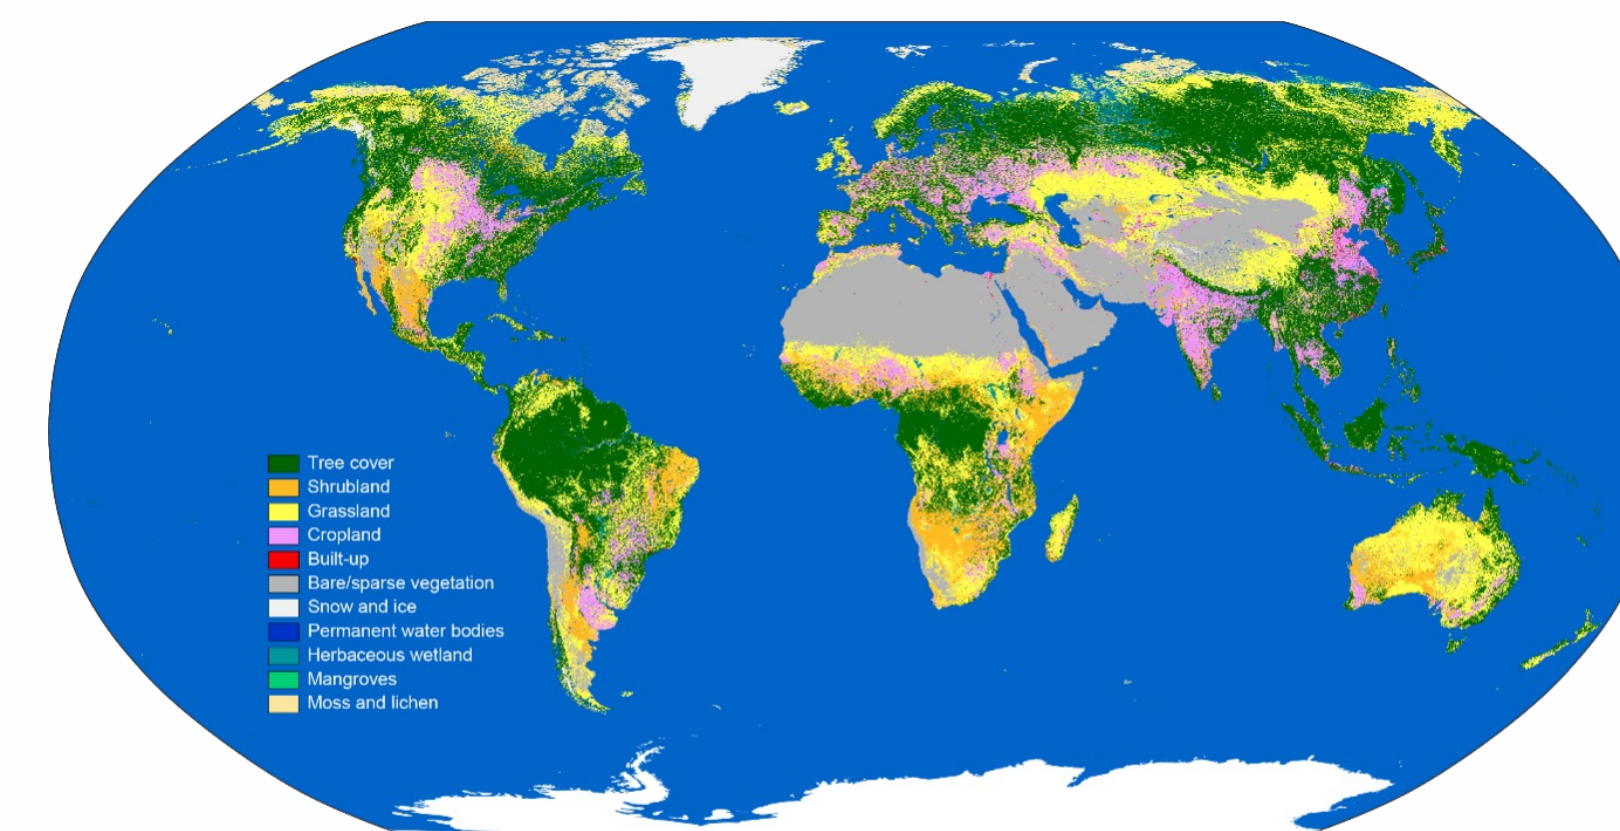 Tree cover
Shrubland
Grassland
Cropland
Built-up
Bare/sparse vegetation
Snow and ice
Permanent water bodies
Herbaceous wetland
Mangroves
Moss and lichen